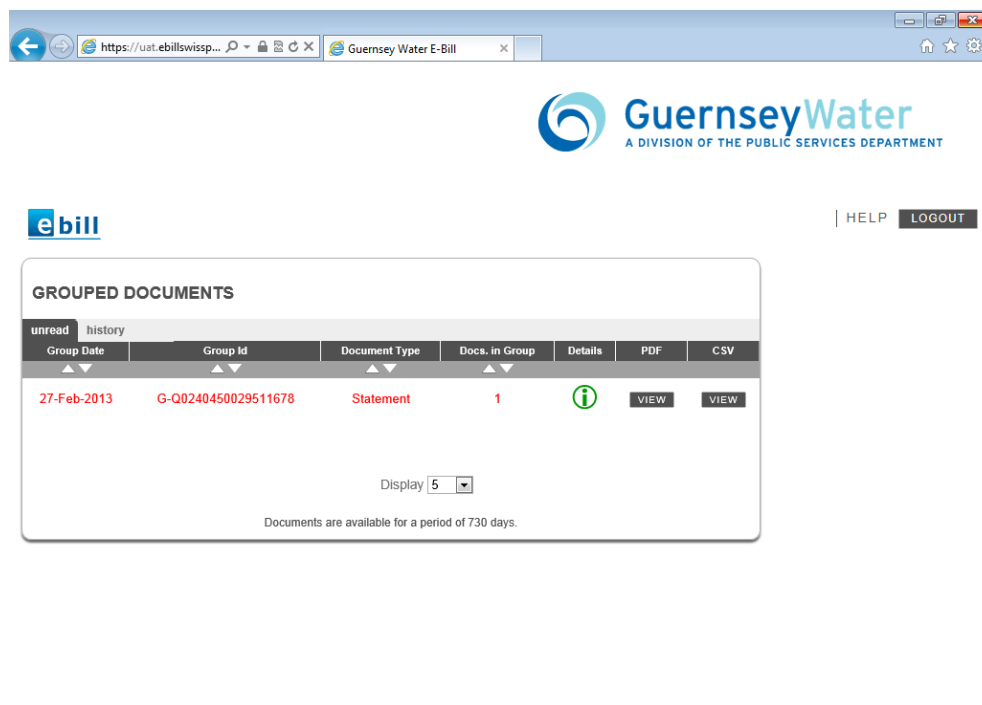 https://uat.ebillswissp...
Guernsey Water E-Bill
GuernseyWater
A DIVISION OF THE PUBLIC SERVICES DEPARTMENT
ebill
HELP LOGOUT
GROUPED DOCUMENTS
unread history
Group Date Group Id Document Type Docs. in Group Details PDF CSV
27-Feb-2013 G-Q0240450029511678 Statement 1 VIEW VIEW
Display 5
Documents are available for a period of 730 days.